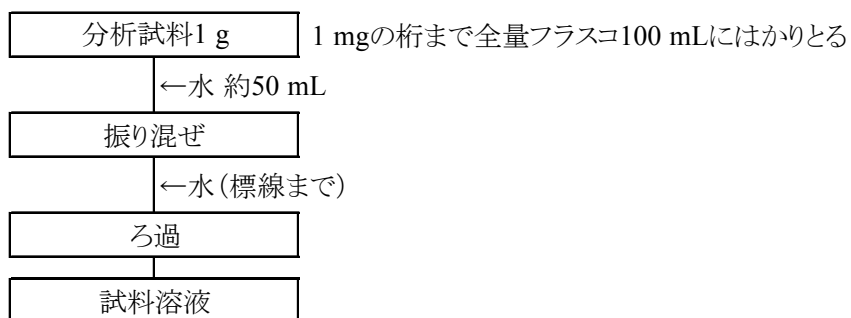 分析試料1 g 1 mgの桁まで全量フラスコ100 mLにはかりとる
←水 約50 mL
振り混ぜ
←水（標線まで）
ろ過
試料溶液